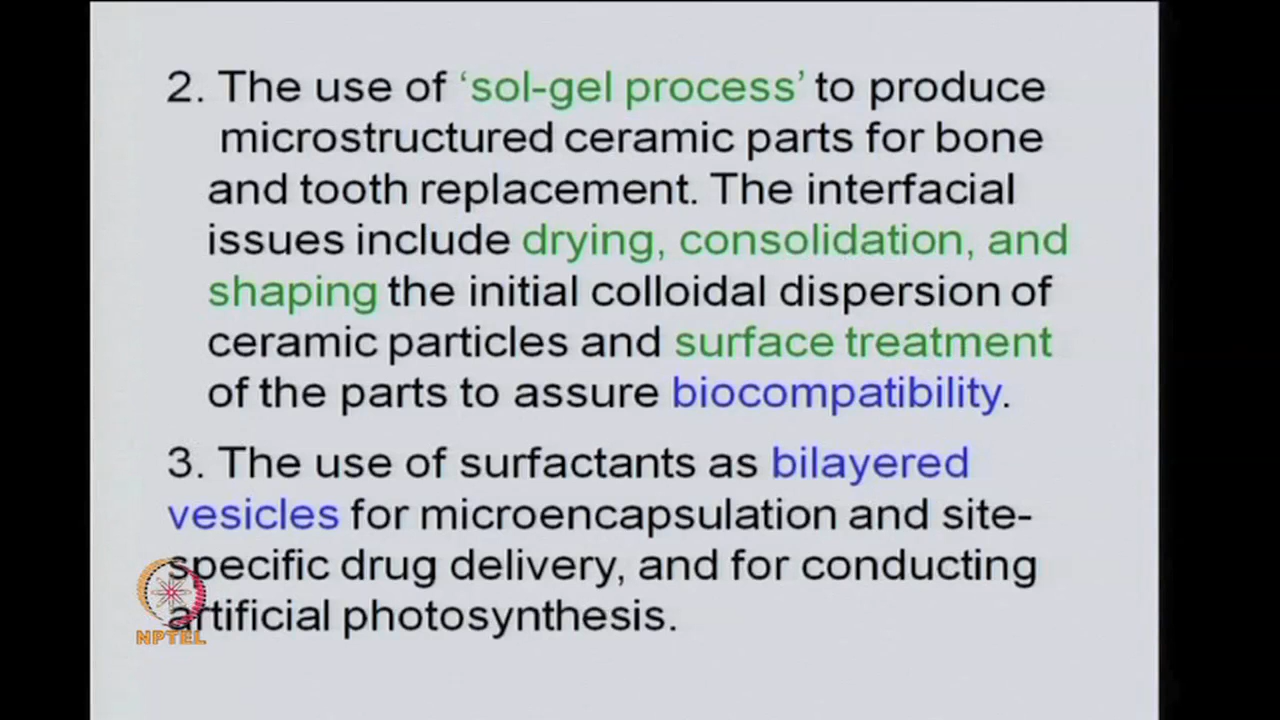 2. The use of ‘sol-gel process’ to produce
microstructured ceramic parts for bone
and tooth replacement. The interfacial
issues include drying, consolidation, and
shaping the initial colloidal dispersion of
ceramic particles and surface treatment
of the parts to assure biocompatibility.
3. The use of surfactants as bilayered
vesicles for microencapsulation and site-
specific drug delivery, and for conducting
artificial photosynthesis.
NPTEL